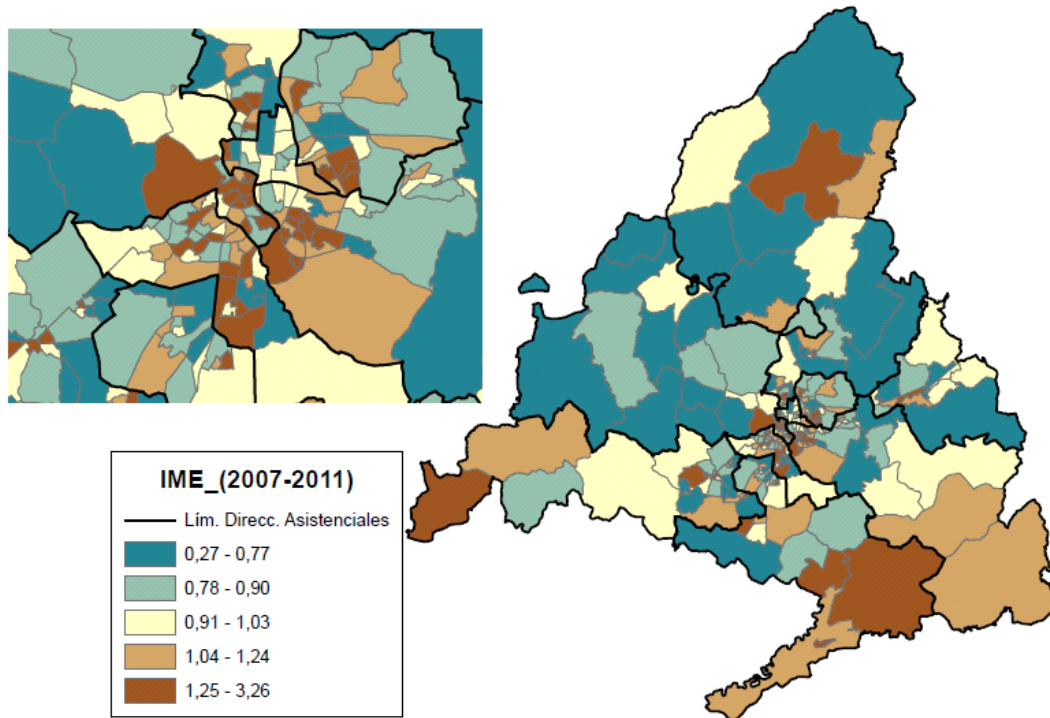 IME_(2007-2011)
Lím. Direcc. Asistenciales
0,27 - 0,77
0,78 - 0,90
0,91 - 1,03
1,04 - 1,24
1,25 - 3,26